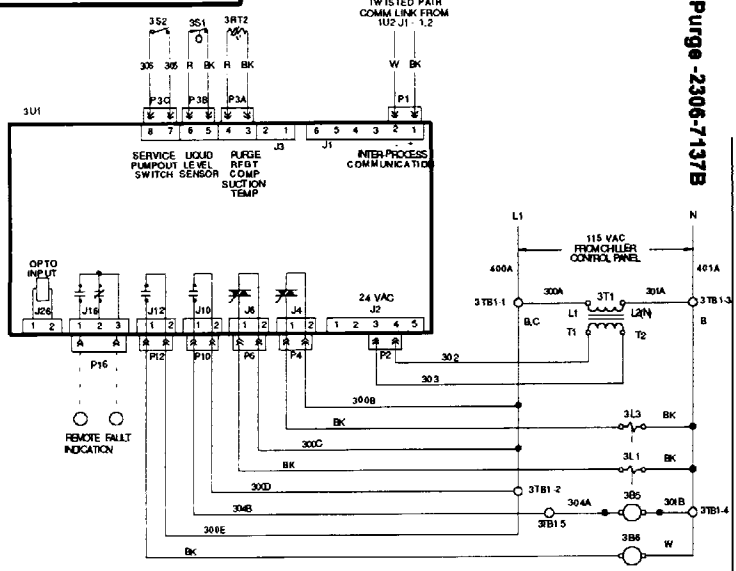 TWISTED PAIR
COMM LINK FROM
1U2 J1 - 1,2
3S2
3S1
3RT2
306
305
R
BK
R
BK
W
BK
P3C
P3B
P3A
P1
3U1
8
7
6
5
4
3
2
1
6
5
4
3
2
1
J3
J1
- +
SERVICE
PUMPOUT
SWITCH
LIQUID
LEVEL
SENSOR
PURGE
RFGT
COMP
SUCTION
TEMP
INTER-PROCESS
COMMUNICATION
Purge -2306-7137B
L1
N
115 VAC
FROM CHILLER
CONTROL PANEL
400A
401A
OPTO
INPUT
24 VAC
J26
J16
J12
J10
J6
J4
J2
1
2
1
2
3
1
2
1
2
1
2
1
2
1
2
3
4
5
P16
P12
P10
P6
P4
P2
3TB1-1
300A
3T1
301A
3TB1-3
L1
L2(N)
B,C
B
T1
T2
302
303
REMOTE FAULT
INDICATION
300B
BK
3L3
BK
300C
BK
3L1
BK
300D
3TB1-2
304B
3TB1 5
304A
3B5
301B
3TB1-4
300E
BK
3B6
W